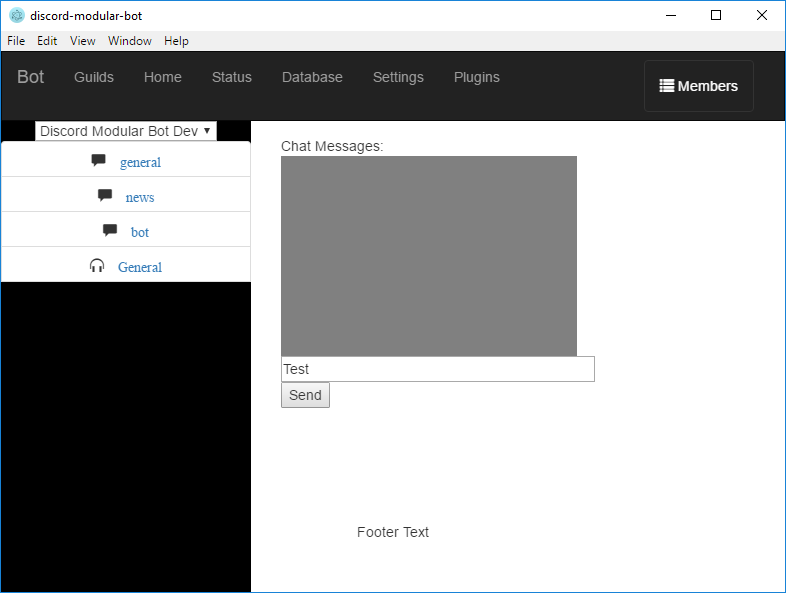 discord-modular-bot
File Edit View Window Help
Bot Guilds Home Status Database Settings Plugins Members
Discord Modular Bot Dev
general
news
bot
General
Chat Messages:
Test
Send
Footer Text